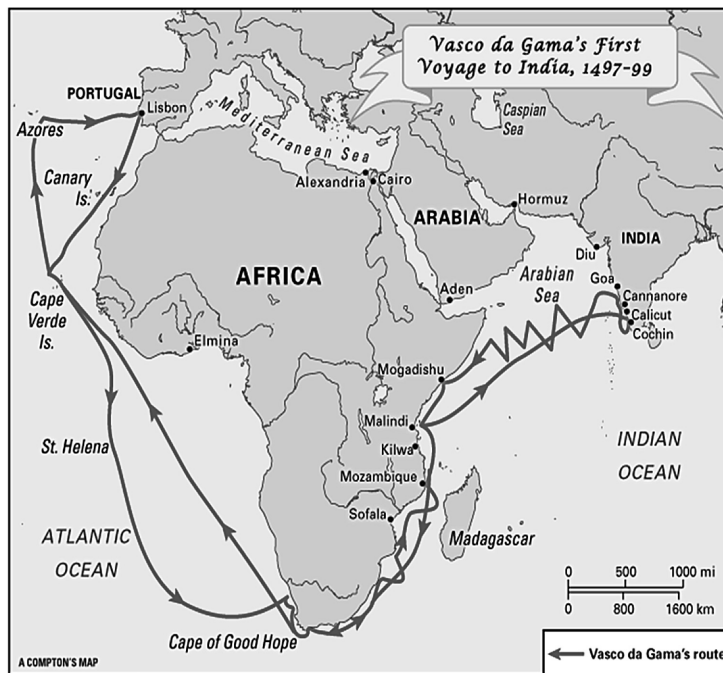 Vasco da Gama's First
Voyage to India, 1497-99
PORTUGAL
Lisbon
Azores
Mediterranean Sea
Caspian
Sea
Canary
Is.
Alexandria
Cairo
ARABIA
Hormuz
INDIA
Diu
AFRICA
Aden
Arabian
Sea
Goa
Cannanore
Calicut
Cochin
Cape
Verde
Is.
Elmina
Mogadishu
Malindi
INDIAN
OCEAN
St. Helena
Kilwa
Mozambique
Sofala
Madagascar
ATLANTIC
OCEAN
0 500 1000 mi
0 800 1600 km
Cape of Good Hope
A COMPTON'S MAP
Vasco da Gama's route